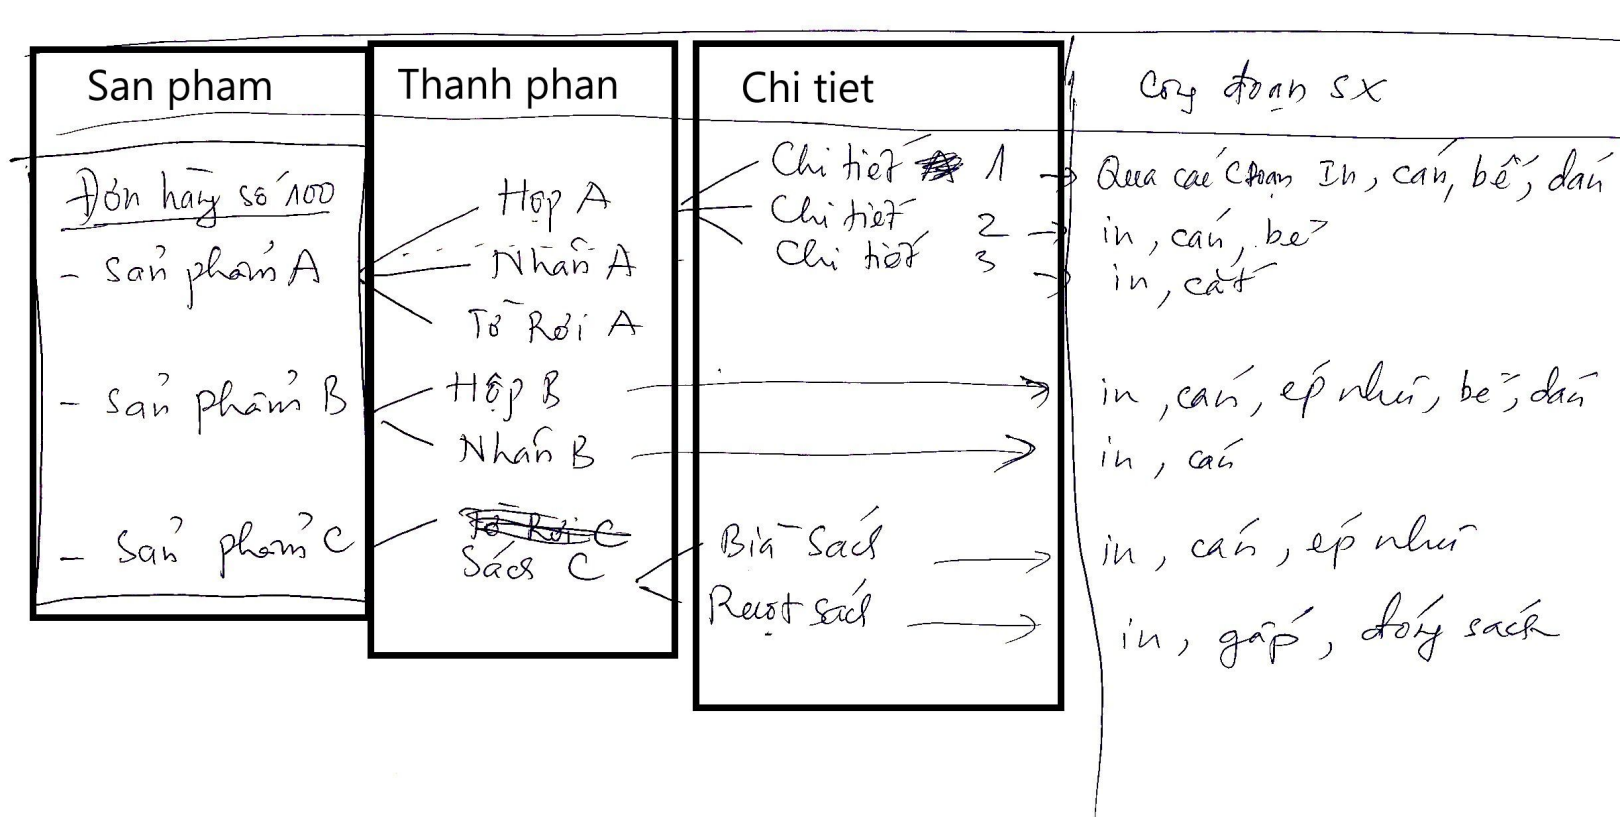 San pham
Thanh phan
Chi tiet
Công đoạn SX
Đơn hàng số 100
- Sản phẩm A
Hộp A
Chi tiết 1
Qua các Cđoạn In, cán, bế, dán
Chi tiết 2
in, cán, bế
Chi tiết 3
in, cắt
Nhãn A
Tờ Rời A
- Sản phẩm B
Hộp B
in, cán, ép nhũ, bế, dán
Nhãn B
in, cán
- Sản phẩm C
Tờ Rơi C
Sách C
Bìa Sách
in, cán, ép nhũ
Ruột Sách
in, gấp, đóng sách